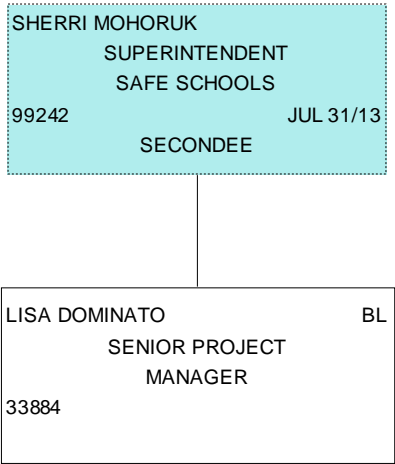 SHERRI MOHORUK
SUPERINTENDENT
SAFE SCHOOLS
99242 JUL 31/13
SECONDEE
LISA DOMINATO BL
SENIOR PROJECT
MANAGER
33884